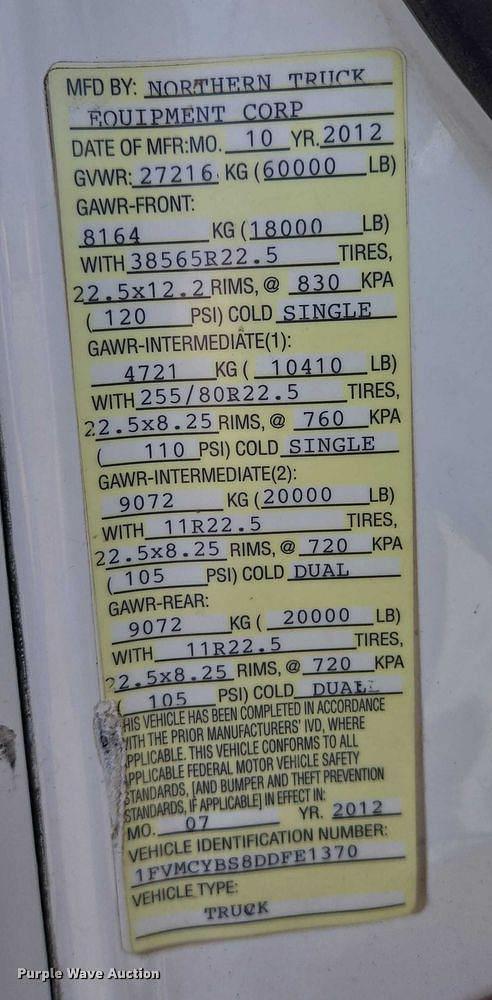 MFD BY: NORTHERN TRUCK
EQUIPMENT CORP
DATE OF MFR:MO. 10 YR. 2012
GVWR: 27216 KG (60000 LB)
GAWR-FRONT:
8164 KG (18000 LB)
WITH 38565R22.5 TIRES,
22.5x12.2 RIMS, @ 830 KPA
(120 PSI) COLD SINGLE
GAWR-INTERMEDIATE(1):
4721 KG ( 10410 LB)
WITH 255/80R22.5 TIRES,
22.5x8.25 RIMS, @ 760 KPA
( 110 PSI) COLD SINGLE
GAWR-INTERMEDIATE(2):
9072 KG (20000 LB)
WITH 11R22.5 TIRES,
22.5x8.25 RIMS, @ 720 KPA
(105 PSI) COLD DUAL
GAWR-REAR:
9072 KG ( 20000 LB)
WITH 11R22.5 TIRES,
22.5x8.25 RIMS, @ 720 KPA
( 105 PSI) COLD DUAL
HIS VEHICLE HAS BEEN COMPLETED IN ACCORDANCE
ITH THE PRIOR MANUFACTURERS' IVD, WHERE
PPLICABLE. THIS VEHICLE CONFORMS TO ALL
PPLICABLE FEDERAL MOTOR VEHICLE SAFETY
STANDARDS, [AND BUMPER AND THEFT PREVENTION
STANDARDS, IF APPLICABLE] IN EFFECT IN:
MO. 07 YR. 2012
VEHICLE IDENTIFICATION NUMBER:
1FVMCYBS8DDFE1370
VEHICLE TYPE:
TRUCK
Purple Wave Auction